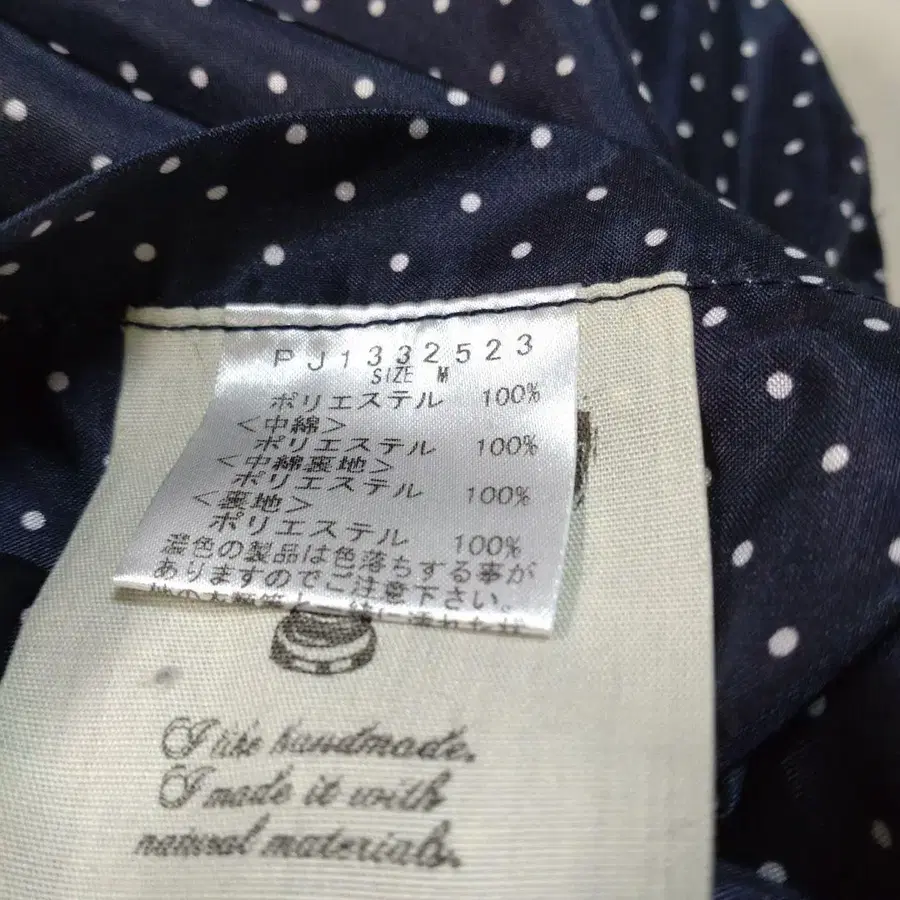 PJ1332523
SIZE M
ポリエステル 100%
<中綿>
ポリエステル 100%
<中綿裏地>
ポリエステル 100%
<裏地>
ポリエステル 100%
濃色の製品は色落ちする事が
ありますのでご注意下さい。
I like handmade.
I made it with
natural materials.